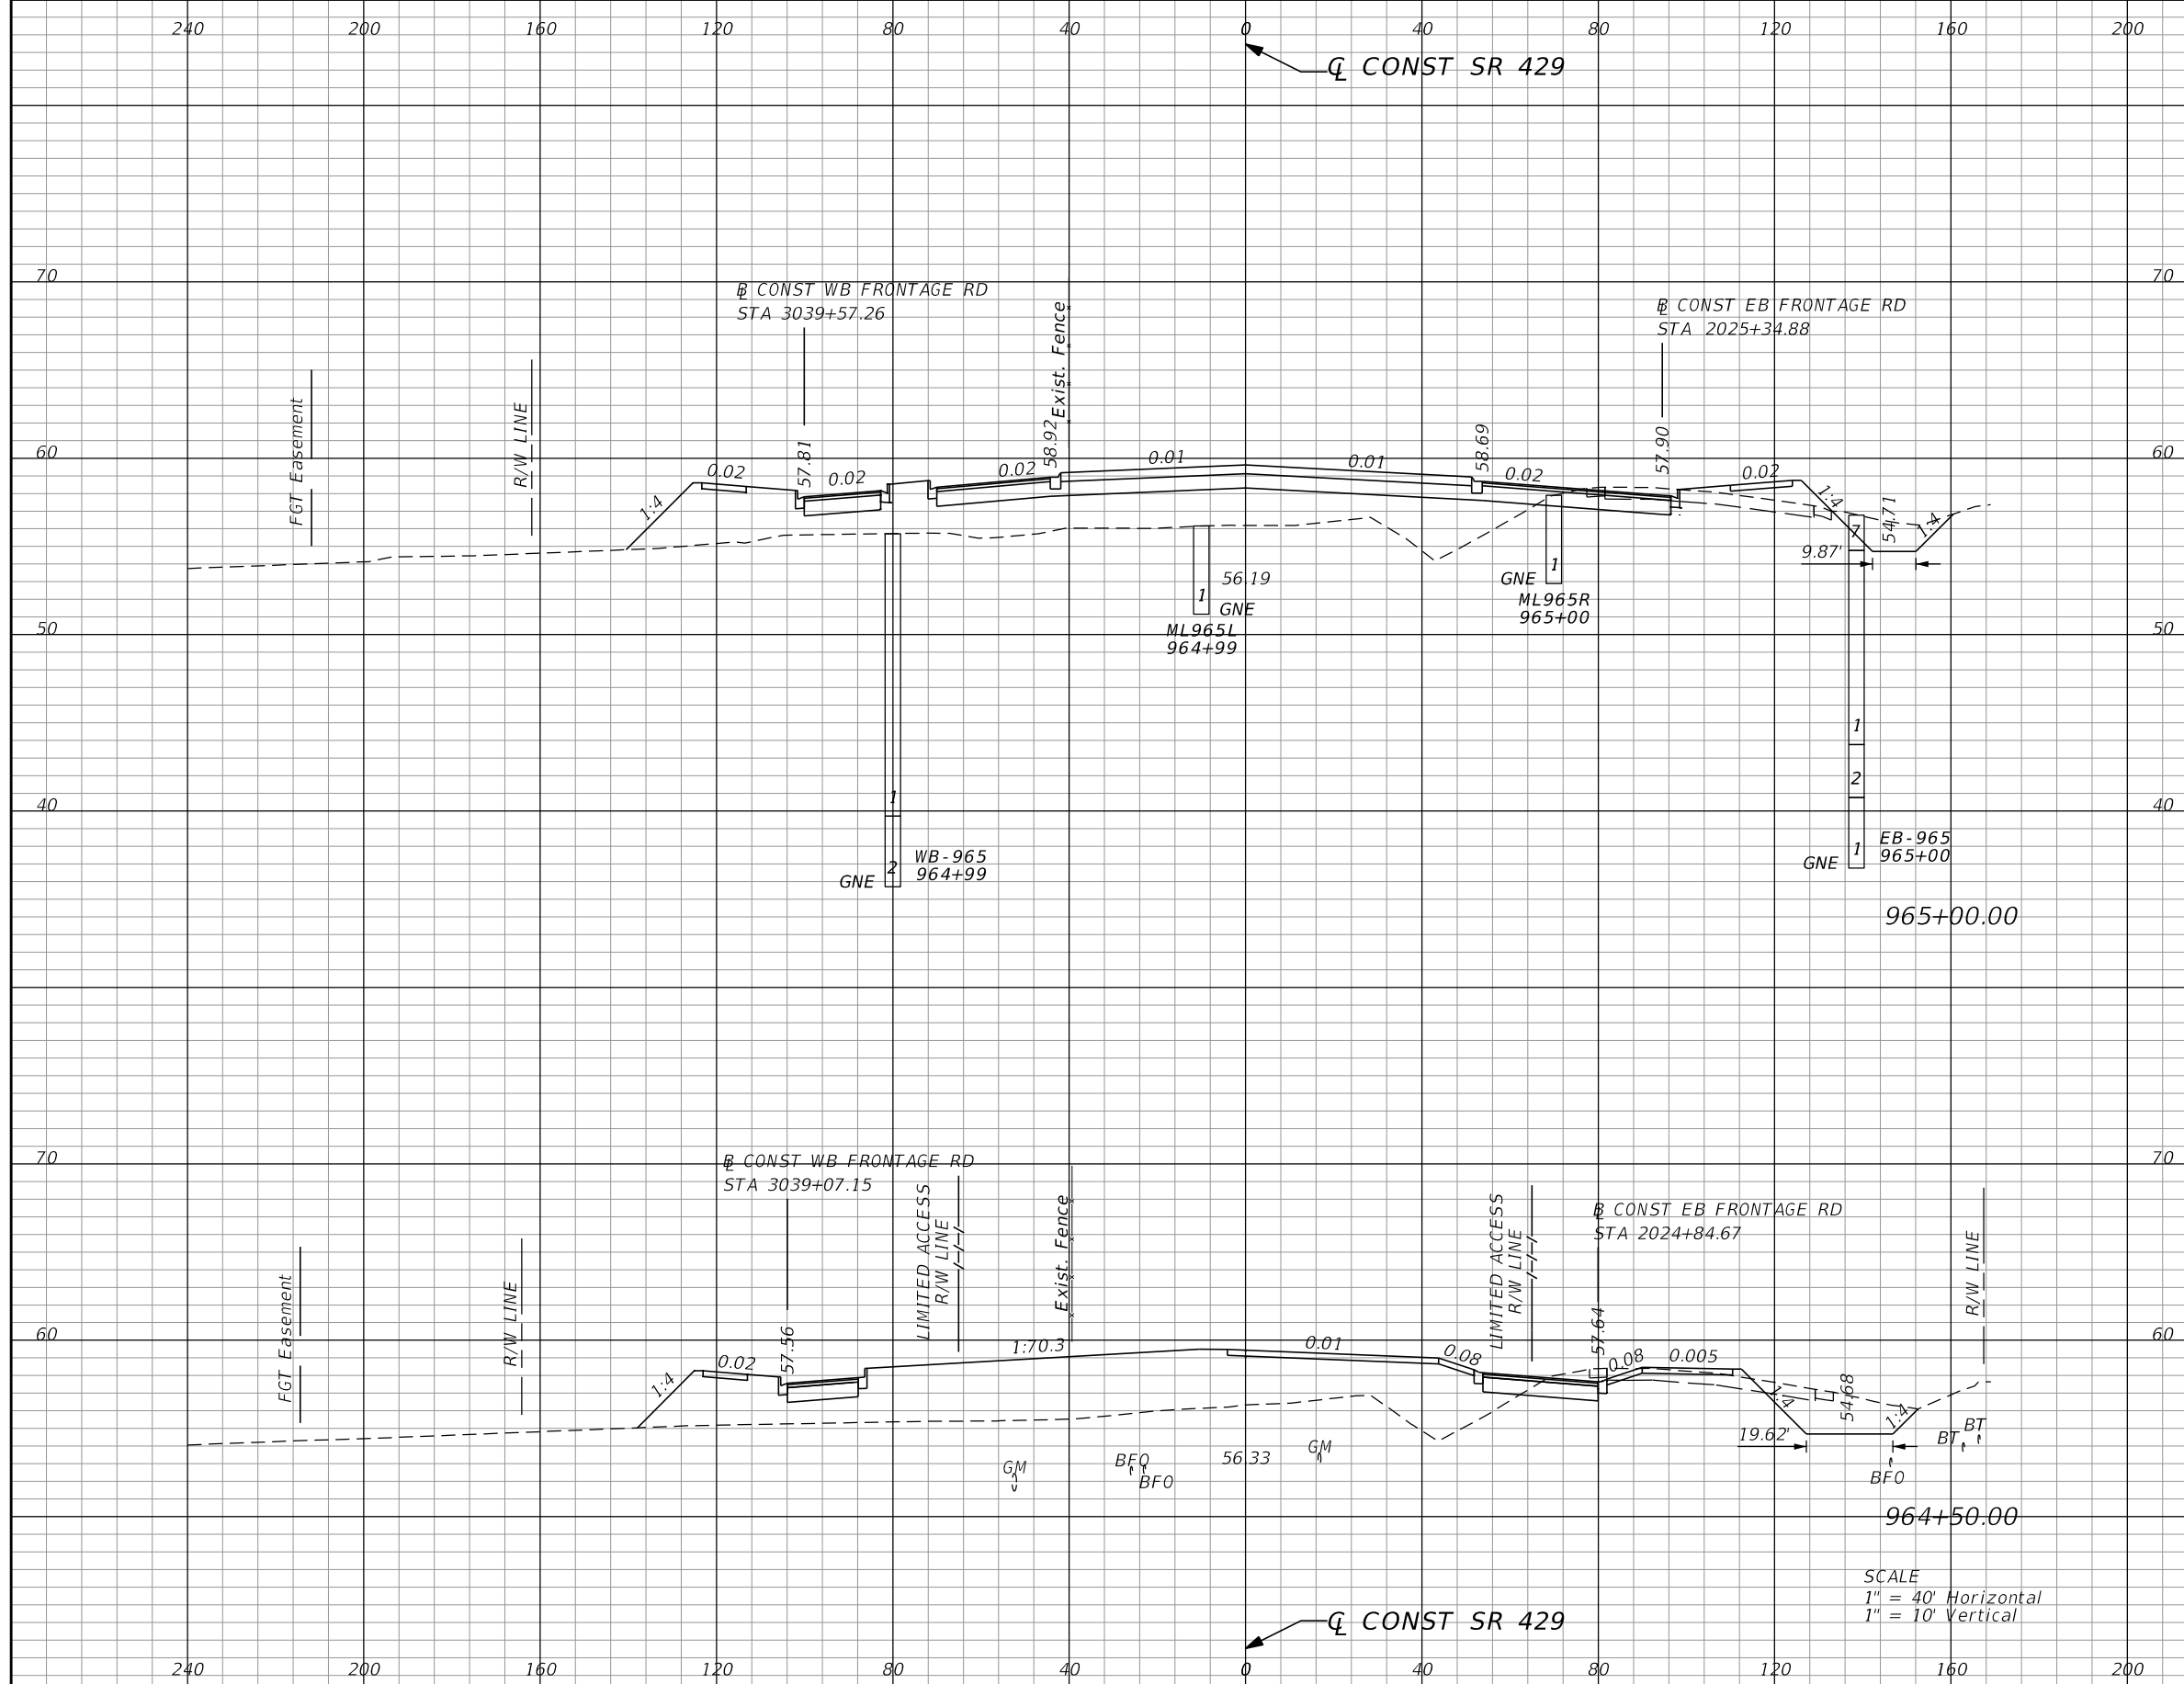 240 200 160 120 80 40 0 40 80 120 160 200
℄ CONST SR 429
70 70
B̲L CONST WB FRONTAGE RD
STA 3039+57.26
B̲L CONST EB FRONTAGE RD
STA 2025+34.88
Exist. Fence
FGT Easement
R/W LINE
60 60
1:4
0.02
57.81
0.02
0.02
58.92
0.01
0.01
58.69
0.02
57.90
0.02
1:4
54.71
1:4
7
9.87'
56.19
1
GNE
ML965L
964+99
1
GNE
ML965R
965+00
50 50
1
2
40 40
1
2
GNE
WB-965
964+99
1
GNE
EB-965
965+00
965+00.00
70 70
B̲L CONST WB FRONTAGE RD
STA 3039+07.15
LIMITED ACCESS
R/W LINE
Exist. Fence
LIMITED ACCESS
R/W LINE
B̲L CONST EB FRONTAGE RD
STA 2024+84.67
R/W LINE
FGT Easement
R/W LINE
60 60
1:4
0.02
57.56
1:70.3
0.01
0.08
57.64
0.08
0.005
1:4
54.68
1:4
19.62'
GM
BFO
BFO
56.33
GM
BT
BT
BFO
964+50.00
SCALE
1" = 40' Horizontal
1" = 10' Vertical
℄ CONST SR 429
240 200 160 120 80 40 0 40 80 120 160 200